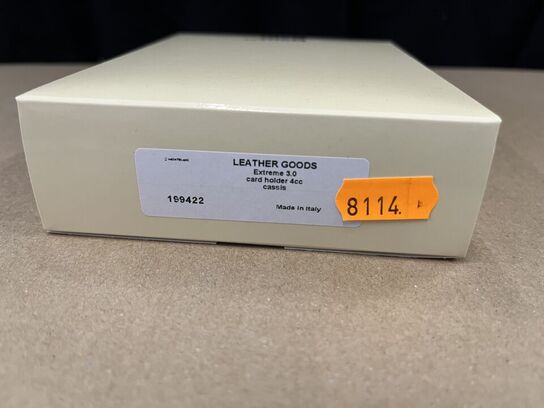 LEATHER GOODS
Extreme 3.0
card holder 4cc
cassis
199422
Made in Italy
8114.